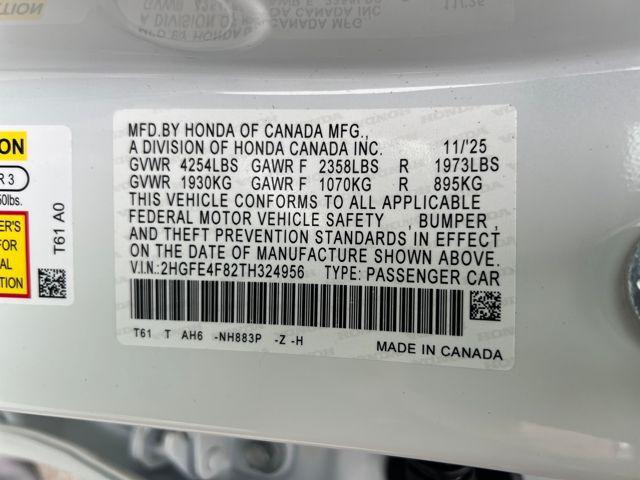 MFD.BY HONDA OF CANADA MFG.,
A DIVISION OF HONDA CANADA INC. 11/'25
GVWR 4254LBS GAWR F 2358LBS R 1973LBS
GVWR 1930KG GAWR F 1070KG R 895KG
THIS VEHICLE CONFORMS TO ALL APPLICABLE
FEDERAL MOTOR VEHICLE SAFETY , BUMPER ,
AND THEFT PREVENTION STANDARDS IN EFFECT
ON THE DATE OF MANUFACTURE SHOWN ABOVE.
V.I.N.:2HGFE4F82TH324956 TYPE: PASSENGER CAR
T61 T AH6 -NH883P -Z -H
MADE IN CANADA
T61 A0
R 3
FOR